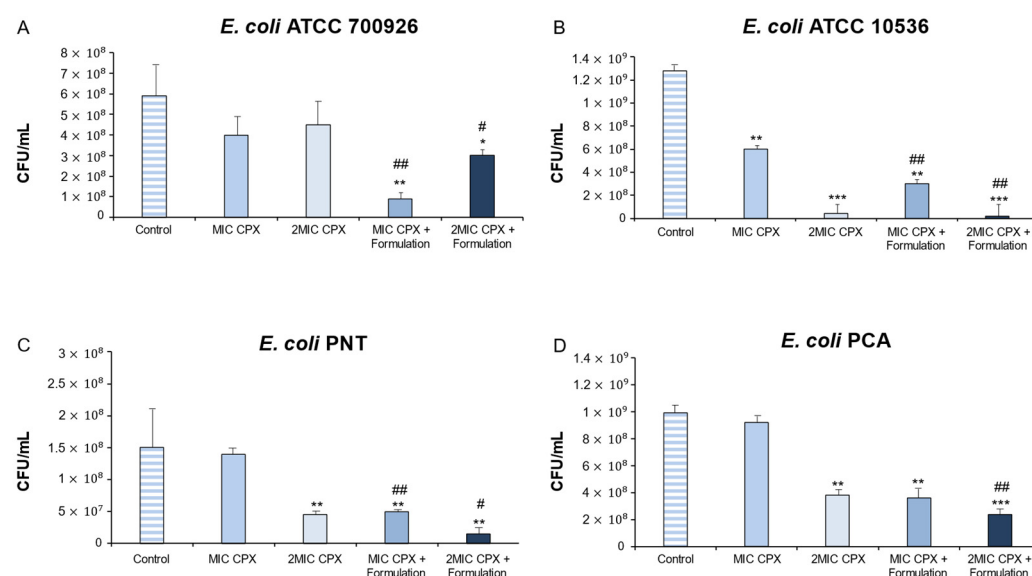 A
E. coli ATCC 700926
CFU/mL
8 × 10⁸
7 × 10⁸
6 × 10⁸
5 × 10⁸
4 × 10⁸
3 × 10⁸
2 × 10⁸
1 × 10⁸
0
##
**
#
*
Control
MIC CPX
2MIC CPX
MIC CPX +
Formulation
2MIC CPX +
Formulation
B
E. coli ATCC 10536
CFU/mL
1.4 × 10⁹
1.2 × 10⁹
1 × 10⁹
8 × 10⁸
6 × 10⁸
4 × 10⁸
2 × 10⁸
0
**
***
##
**
##
***
Control
MIC CPX
2MIC CPX
MIC CPX +
Formulation
2MIC CPX +
Formulation
C
E. coli PNT
CFU/mL
3 × 10⁸
2.5 × 10⁸
2 × 10⁸
1.5 × 10⁸
1 × 10⁸
5 × 10⁷
0
**
##
**
#
**
Control
MIC CPX
2MIC CPX
MIC CPX +
Formulation
2MIC CPX +
Formulation
D
E. coli PCA
CFU/mL
1.4 × 10⁹
1.2 × 10⁹
1 × 10⁹
8 × 10⁸
6 × 10⁸
4 × 10⁸
2 × 10⁸
0
**
**
##
***
Control
MIC CPX
2MIC CPX
MIC CPX +
Formulation
2MIC CPX +
Formulation